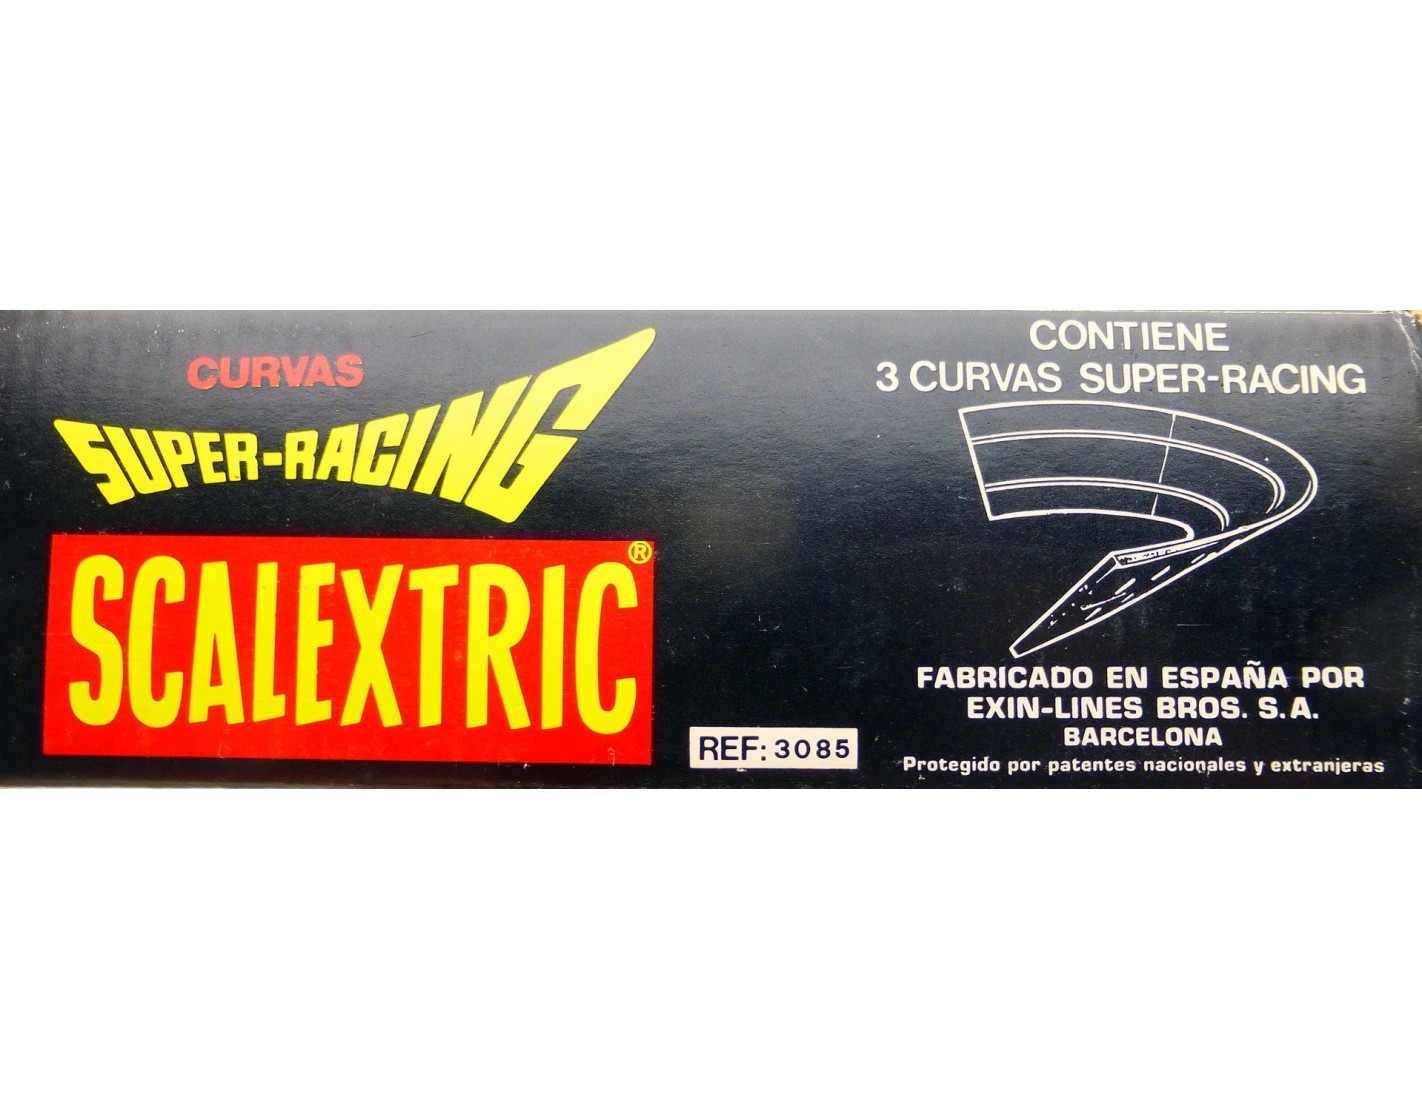 CURVAS
SUPER-RACING
SCALEXTRIC®
REF: 3085
CONTIENE
3 CURVAS SUPER-RACING
FABRICADO EN ESPAÑA POR
EXIN-LINES BROS. S.A.
BARCELONA
Protegido por patentes nacionales y extranjeras